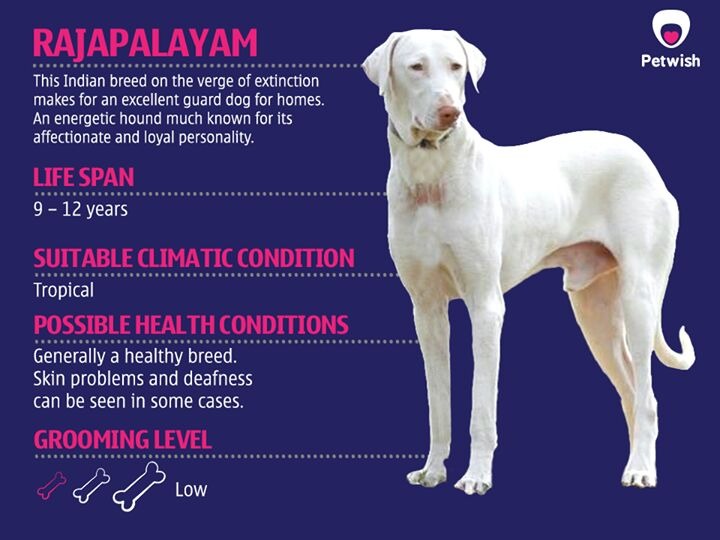 RAJAPALAYAM
This Indian breed on the verge of extinction
makes for an excellent guard dog for homes.
An energetic hound much known for its
affectionate and loyal personality.
LIFE SPAN
9 – 12 years
SUITABLE CLIMATIC CONDITION
Tropical
POSSIBLE HEALTH CONDITIONS
Generally a healthy breed.
Skin problems and deafness
can be seen in some cases.
GROOMING LEVEL
Low
Petwish